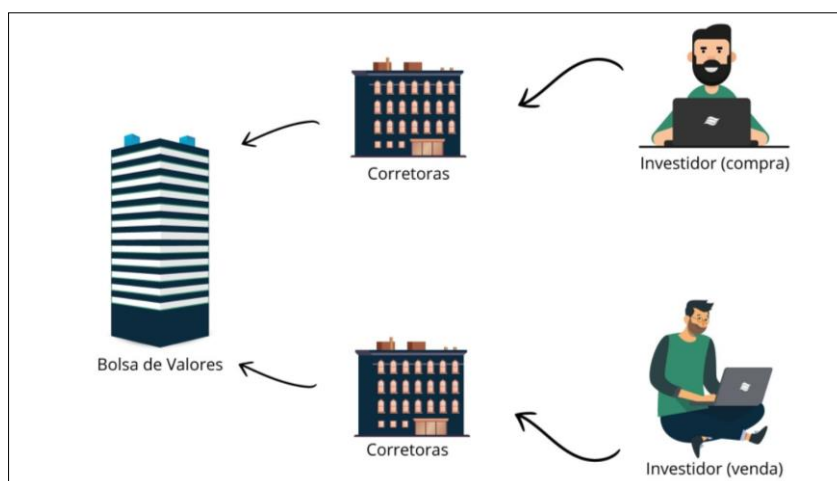 Corretoras
Investidor (compra)
Bolsa de Valores
Corretoras
Investidor (venda)